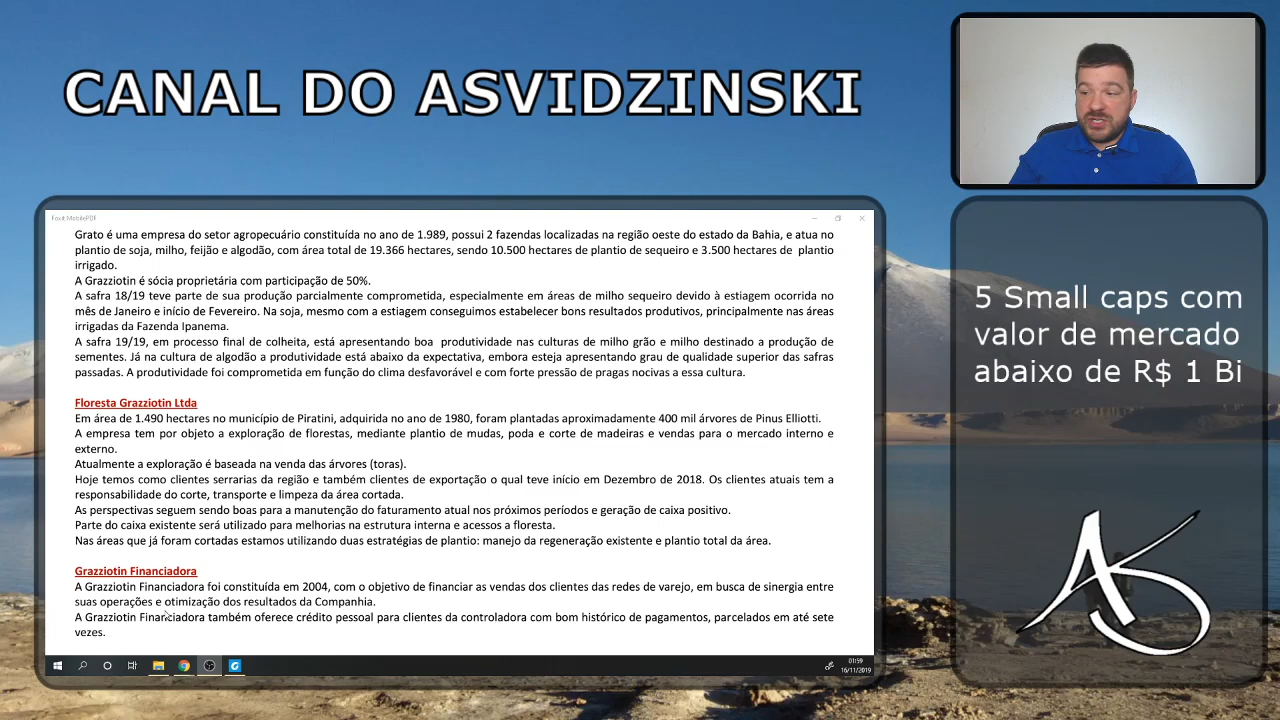 CANAL DO ASVIDZINSKI
Foxit MobilePDF
Grato é uma empresa do setor agropecuário constituída no ano de 1.989, possui 2 fazendas localizadas na região oeste do estado da Bahia, e atua no
plantio de soja, milho, feijão e algodão, com área total de 19.366 hectares, sendo 10.500 hectares de plantio de sequeiro e 3.500 hectares de plantio
irrigado.
A Grazziotin é sócia proprietária com participação de 50%.
A safra 18/19 teve parte de sua produção parcialmente comprometida, especialmente em áreas de milho sequeiro devido à estiagem ocorrida no
mês de Janeiro e início de Fevereiro. Na soja, mesmo com a estiagem conseguimos estabelecer bons resultados produtivos, principalmente nas áreas
irrigadas da Fazenda Ipanema.
A safra 19/19, em processo final de colheita, está apresentando boa produtividade nas culturas de milho grão e milho destinado a produção de
sementes. Já na cultura de algodão a produtividade está abaixo da expectativa, embora esteja apresentando grau de qualidade superior das safras
passadas. A produtividade foi comprometida em função do clima desfavorável e com forte pressão de pragas nocivas a essa cultura.
Floresta Grazziotin Ltda
Em área de 1.490 hectares no município de Piratini, adquirida no ano de 1980, foram plantadas aproximadamente 400 mil árvores de Pinus Elliotti.
A empresa tem por objeto a exploração de florestas, mediante plantio de mudas, poda e corte de madeiras e vendas para o mercado interno e
externo.
Atualmente a exploração é baseada na venda das árvores (toras).
Hoje temos como clientes serrarias da região e também clientes de exportação o qual teve início em Dezembro de 2018. Os clientes atuais tem a
responsabilidade do corte, transporte e limpeza da área cortada.
As perspectivas seguem sendo boas para a manutenção do faturamento atual nos próximos períodos e geração de caixa positivo.
Parte do caixa existente será utilizado para melhorias na estrutura interna e acessos a floresta.
Nas áreas que já foram cortadas estamos utilizando duas estratégias de plantio: manejo da regeneração existente e plantio total da área.
Grazziotin Financiadora
A Grazziotin Financiadora foi constituída em 2004, com o objetivo de financiar as vendas dos clientes das redes de varejo, em busca de sinergia entre
suas operações e otimização dos resultados da Companhia.
A Grazziotin Financiadora também oferece crédito pessoal para clientes da controladora com bom histórico de pagamentos, parcelados em até sete
vezes.
01:59
16/11/2019
5 Small caps com
valor de mercado
abaixo de R$ 1 Bi
AS